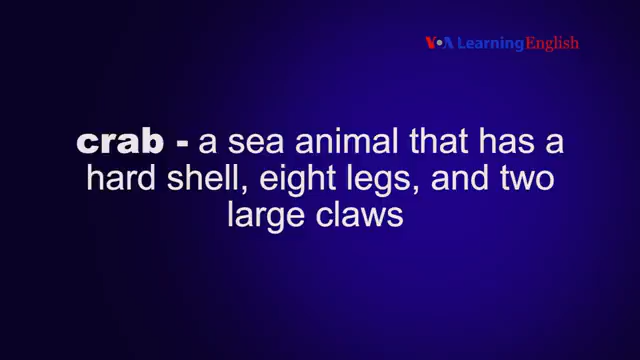 VOA Learning English
crab - a sea animal that has a
hard shell, eight legs, and two
large claws